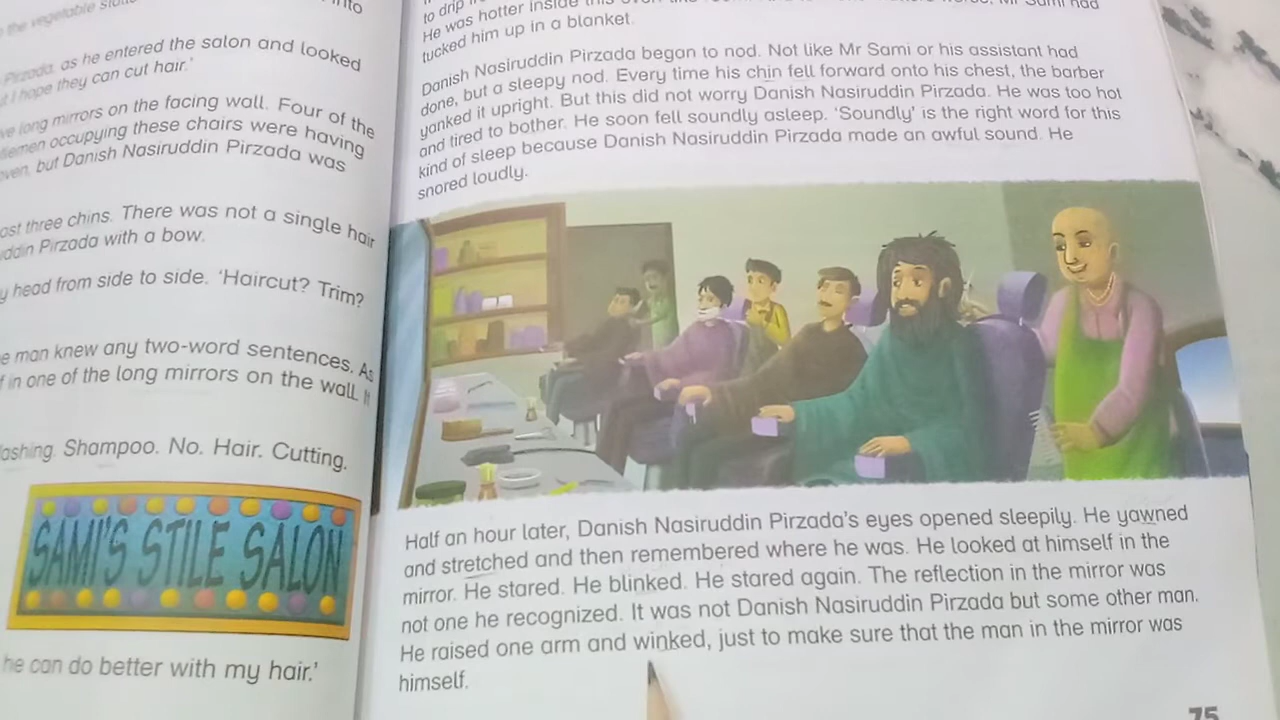 the vegetable
Pirzada, as he entered the salon and looked
I hope they can cut hair.'
long mirrors on the facing wall. Four of the
occupying these chairs were having
but Danish Nasiruddin Pirzada was
three chins. There was not a single hair
Pirzada with a bow.
head from side to side. 'Haircut? Trim?
man knew any two-word sentences. As
in one of the long mirrors on the wall. It
Shampoo. No. Hair. Cutting.
SAMI'S STILE SALON
he can do better with my hair.'
to drip
He was hotter inside this
tucked him up in a blanket.
Danish Nasiruddin Pirzada began to nod. Not like Mr Sami or his assistant had
done, but a sleepy nod. Every time his chin fell forward onto his chest, the barber
yanked it upright. But this did not worry Danish Nasiruddin Pirzada. He was too hot
and tired to bother. He soon fell soundly asleep. 'Soundly' is the right word for this
kind of sleep because Danish Nasiruddin Pirzada made an awful sound. He
snored loudly.
Half an hour later, Danish Nasiruddin Pirzada's eyes opened sleepily. He yawned
and stretched and then remembered where he was. He looked at himself in the
mirror. He stared. He blinked. He stared again. The reflection in the mirror was
not one he recognized. It was not Danish Nasiruddin Pirzada but some other man.
He raised one arm and winked, just to make sure that the man in the mirror was
himself.
75